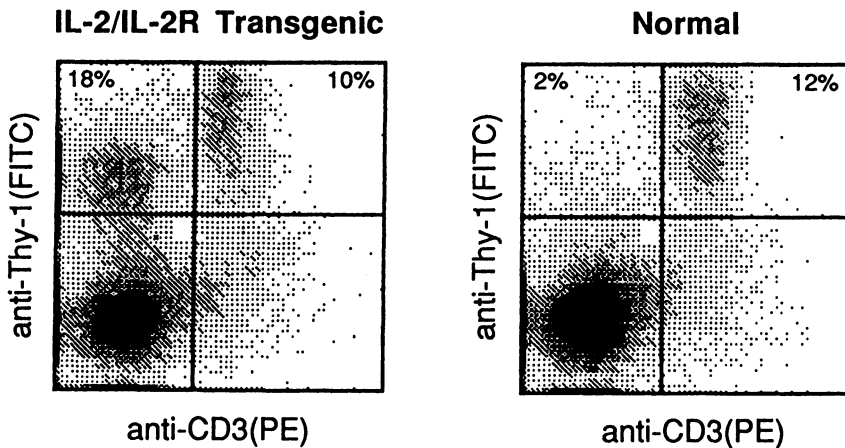 IL-2/IL-2R Transgenic
18%
10%
anti-Thy-1(FITC)
anti-CD3(PE)
Normal
2%
12%
anti-Thy-1(FITC)
anti-CD3(PE)